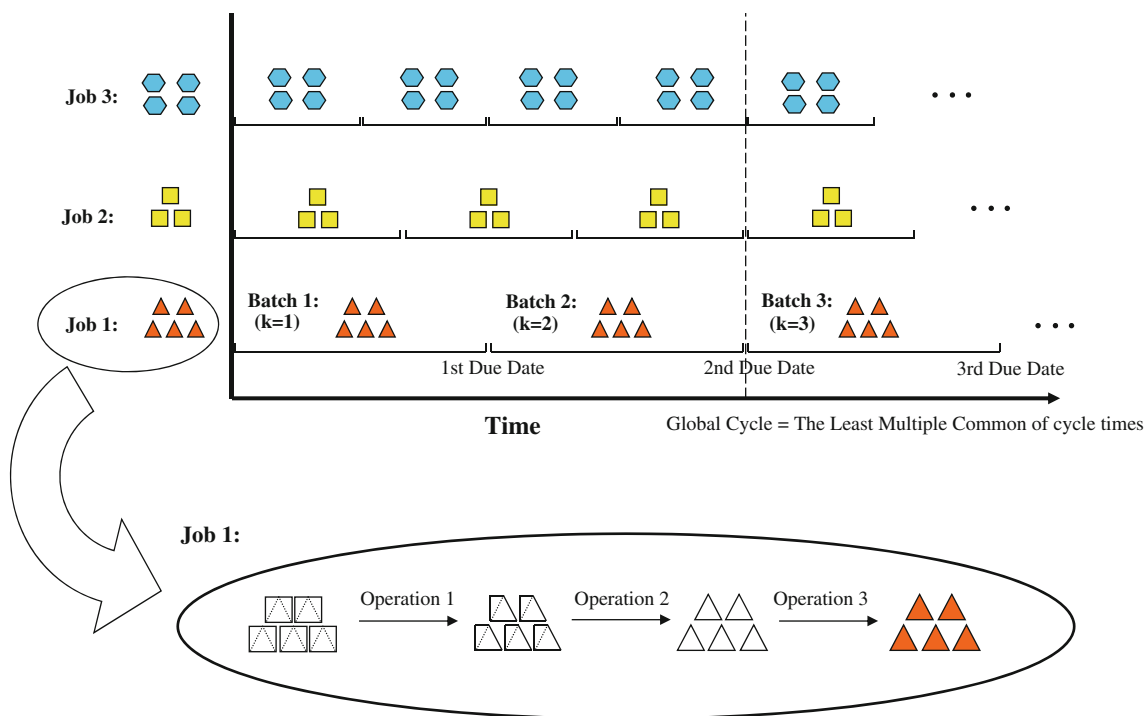 Job 3:
. . .
Job 2:
. . .
Batch 1:
(k=1)
Batch 2:
(k=2)
Batch 3:
(k=3)
Job 1:
. . .
1st Due Date
2nd Due Date
3rd Due Date
Time
Global Cycle = The Least Multiple Common of cycle times
Job 1:
Operation 1
Operation 2
Operation 3